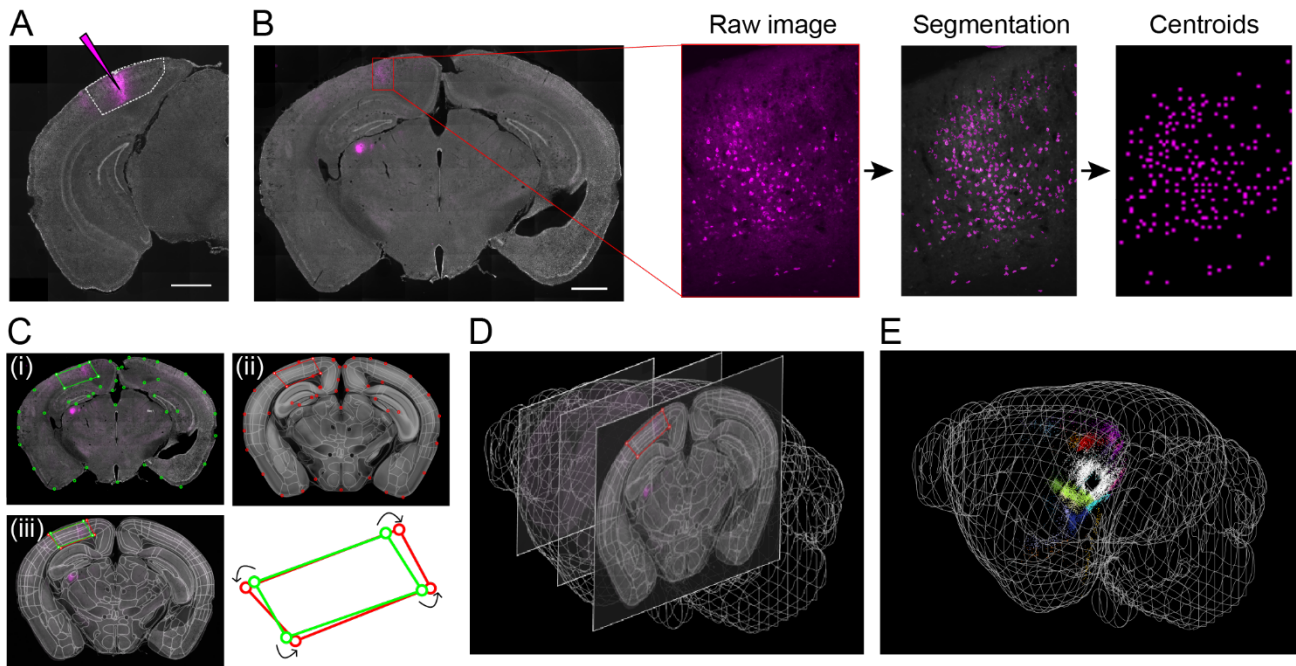 A
B
Raw image
Segmentation
Centroids
C
(i)
(ii)
(iii)
D
E